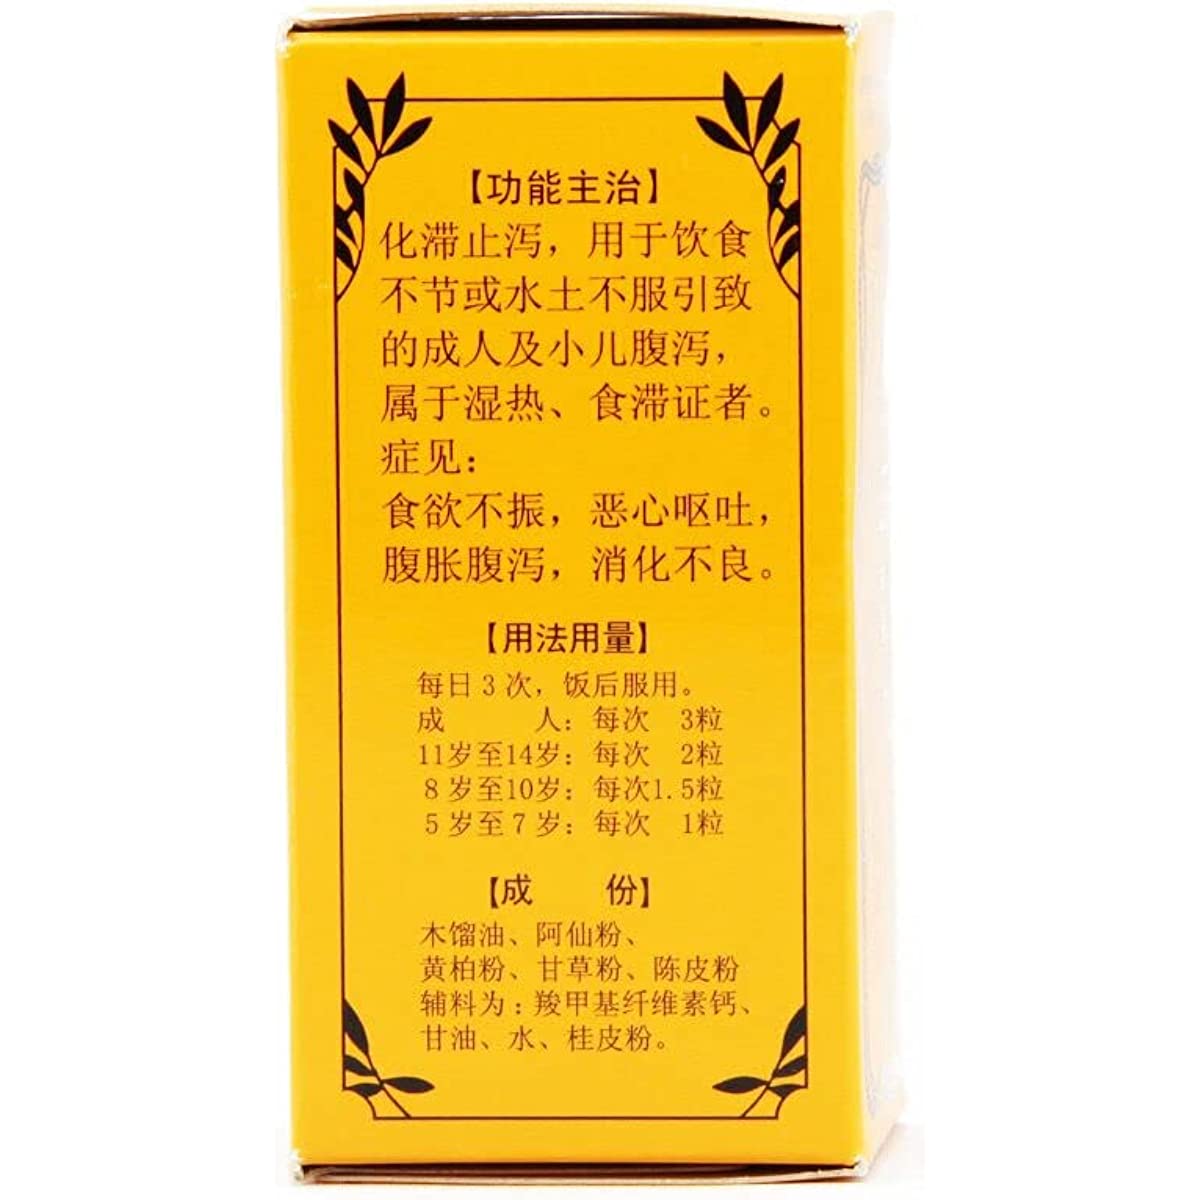 【功能主治】
化滞止泻，用于饮食
不节或水土不服引致
的成人及小儿腹泻，
属于湿热、食滞证者。
症见：
食欲不振，恶心呕吐，
腹胀腹泻，消化不良。
【用法用量】
每日3次，饭后服用。
成　　人：每次　3粒
11岁至14岁：每次　2粒
8岁至10岁：每次1.5粒
5岁至7岁：每次　1粒
【成　　份】
木馏油、阿仙粉、
黄柏粉、甘草粉、陈皮粉
辅料为：羧甲基纤维素钙、
甘油、水、桂皮粉。